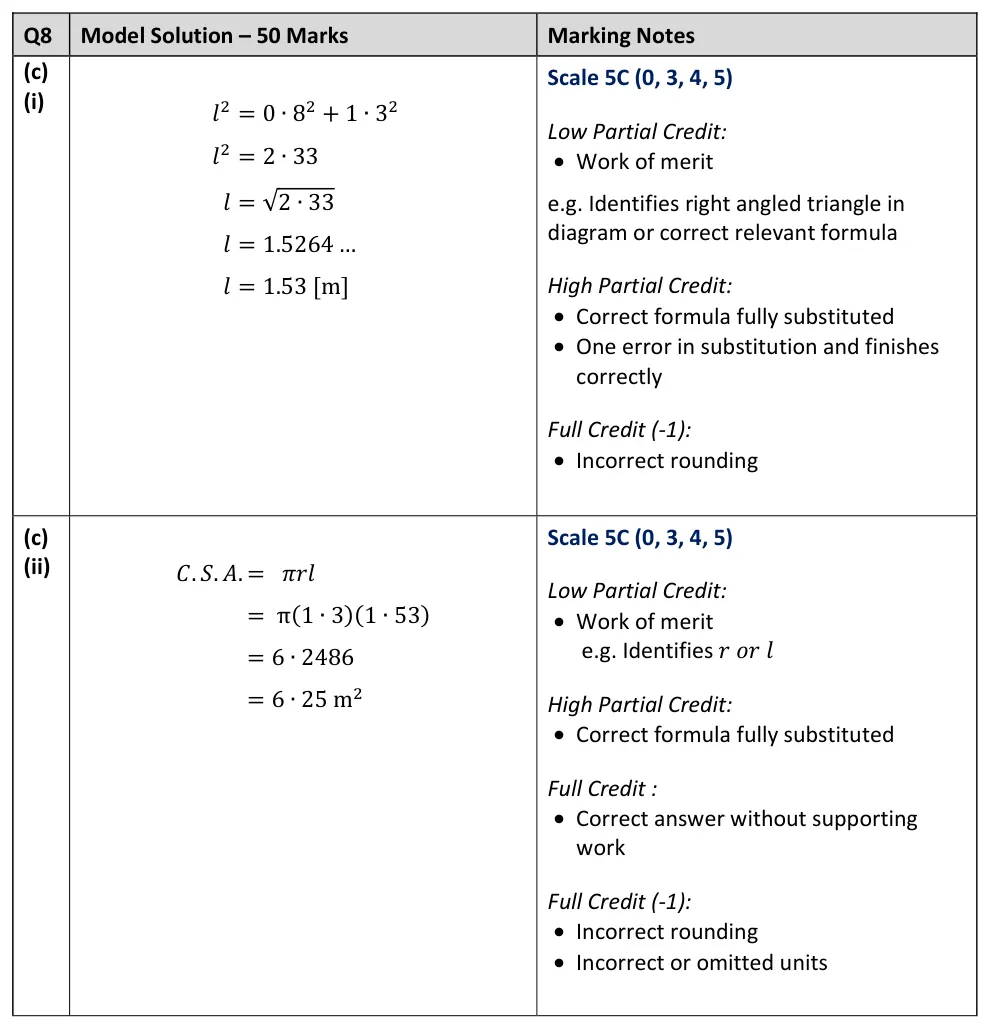 Q8 Model Solution – 50 Marks Marking Notes
(c)
(i)
l² = 0 · 8² + 1 · 3²
l² = 2 · 33
l = √2 · 33
l = 1.5264 …
l = 1.53 [m]
Scale 5C (0, 3, 4, 5)
Low Partial Credit:
• Work of merit
e.g. Identifies right angled triangle in
diagram or correct relevant formula
High Partial Credit:
• Correct formula fully substituted
• One error in substitution and finishes
correctly
Full Credit (-1):
• Incorrect rounding
(c)
(ii)
C.S.A. = πrl
= π(1 · 3)(1 · 53)
= 6 · 2486
= 6 · 25 m²
Scale 5C (0, 3, 4, 5)
Low Partial Credit:
• Work of merit
e.g. Identifies r or l
High Partial Credit:
• Correct formula fully substituted
Full Credit :
• Correct answer without supporting
work
Full Credit (-1):
• Incorrect rounding
• Incorrect or omitted units